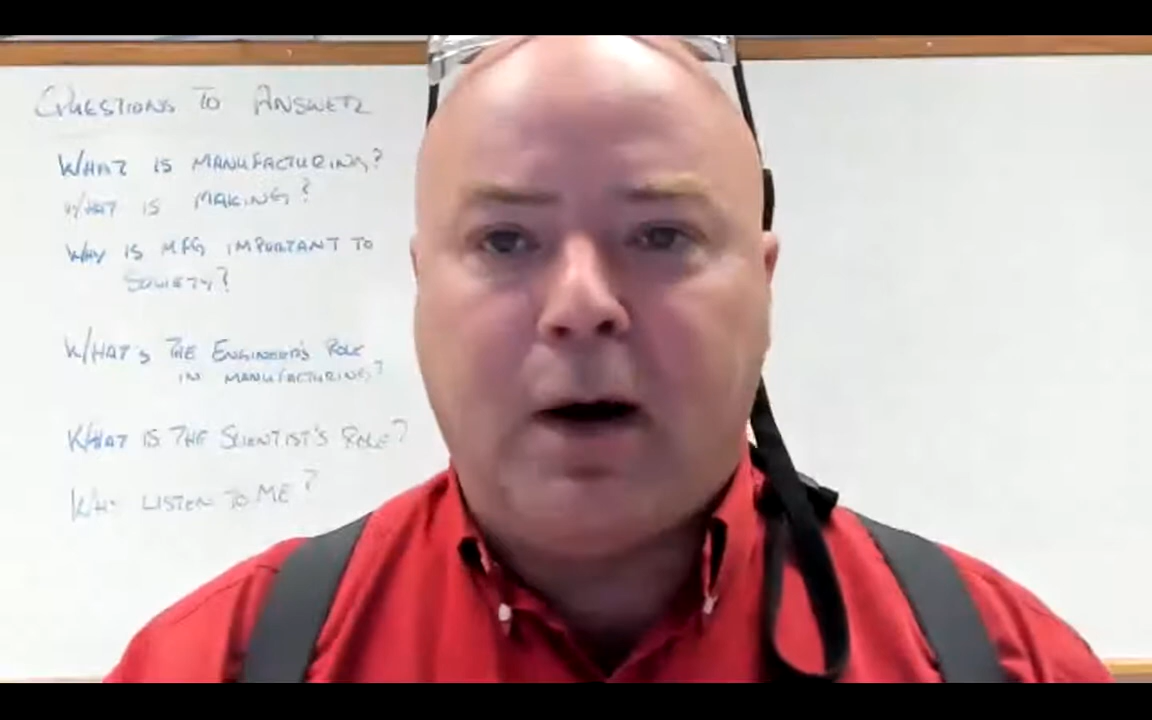 QUESTIONS TO ANSWER
WHAT IS MANUFACTURING?
WHAT IS MAKING?
WHY IS MFG IMPORTANT TO
SOCIETY?
WHAT'S THE ENGINEER'S ROLE
IN MANUFACTURING?
WHAT IS THE SCIENTIST'S ROLE?
WHY LISTEN TO ME?